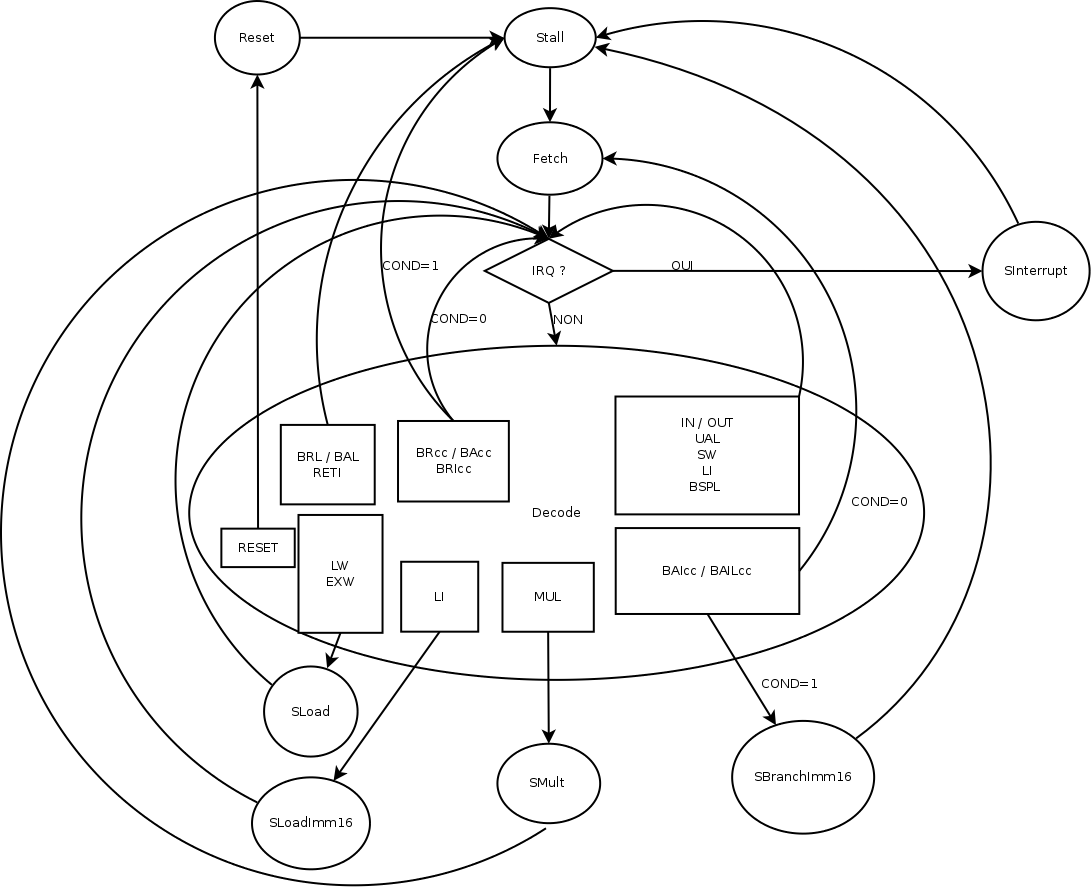 Reset
Stall
Fetch
COND=1
IRQ ?
OUI
SInterrupt
COND=0
NON
BRL / BAL
RETI
BRcc / BAcc
BRIcc
IN / OUT
UAL
SW
LI
BSPL
COND=0
Decode
RESET
LW
EXW
LI
MUL
BAIcc / BAILcc
COND=1
SLoad
SMult
SBranchImm16
SLoadImm16